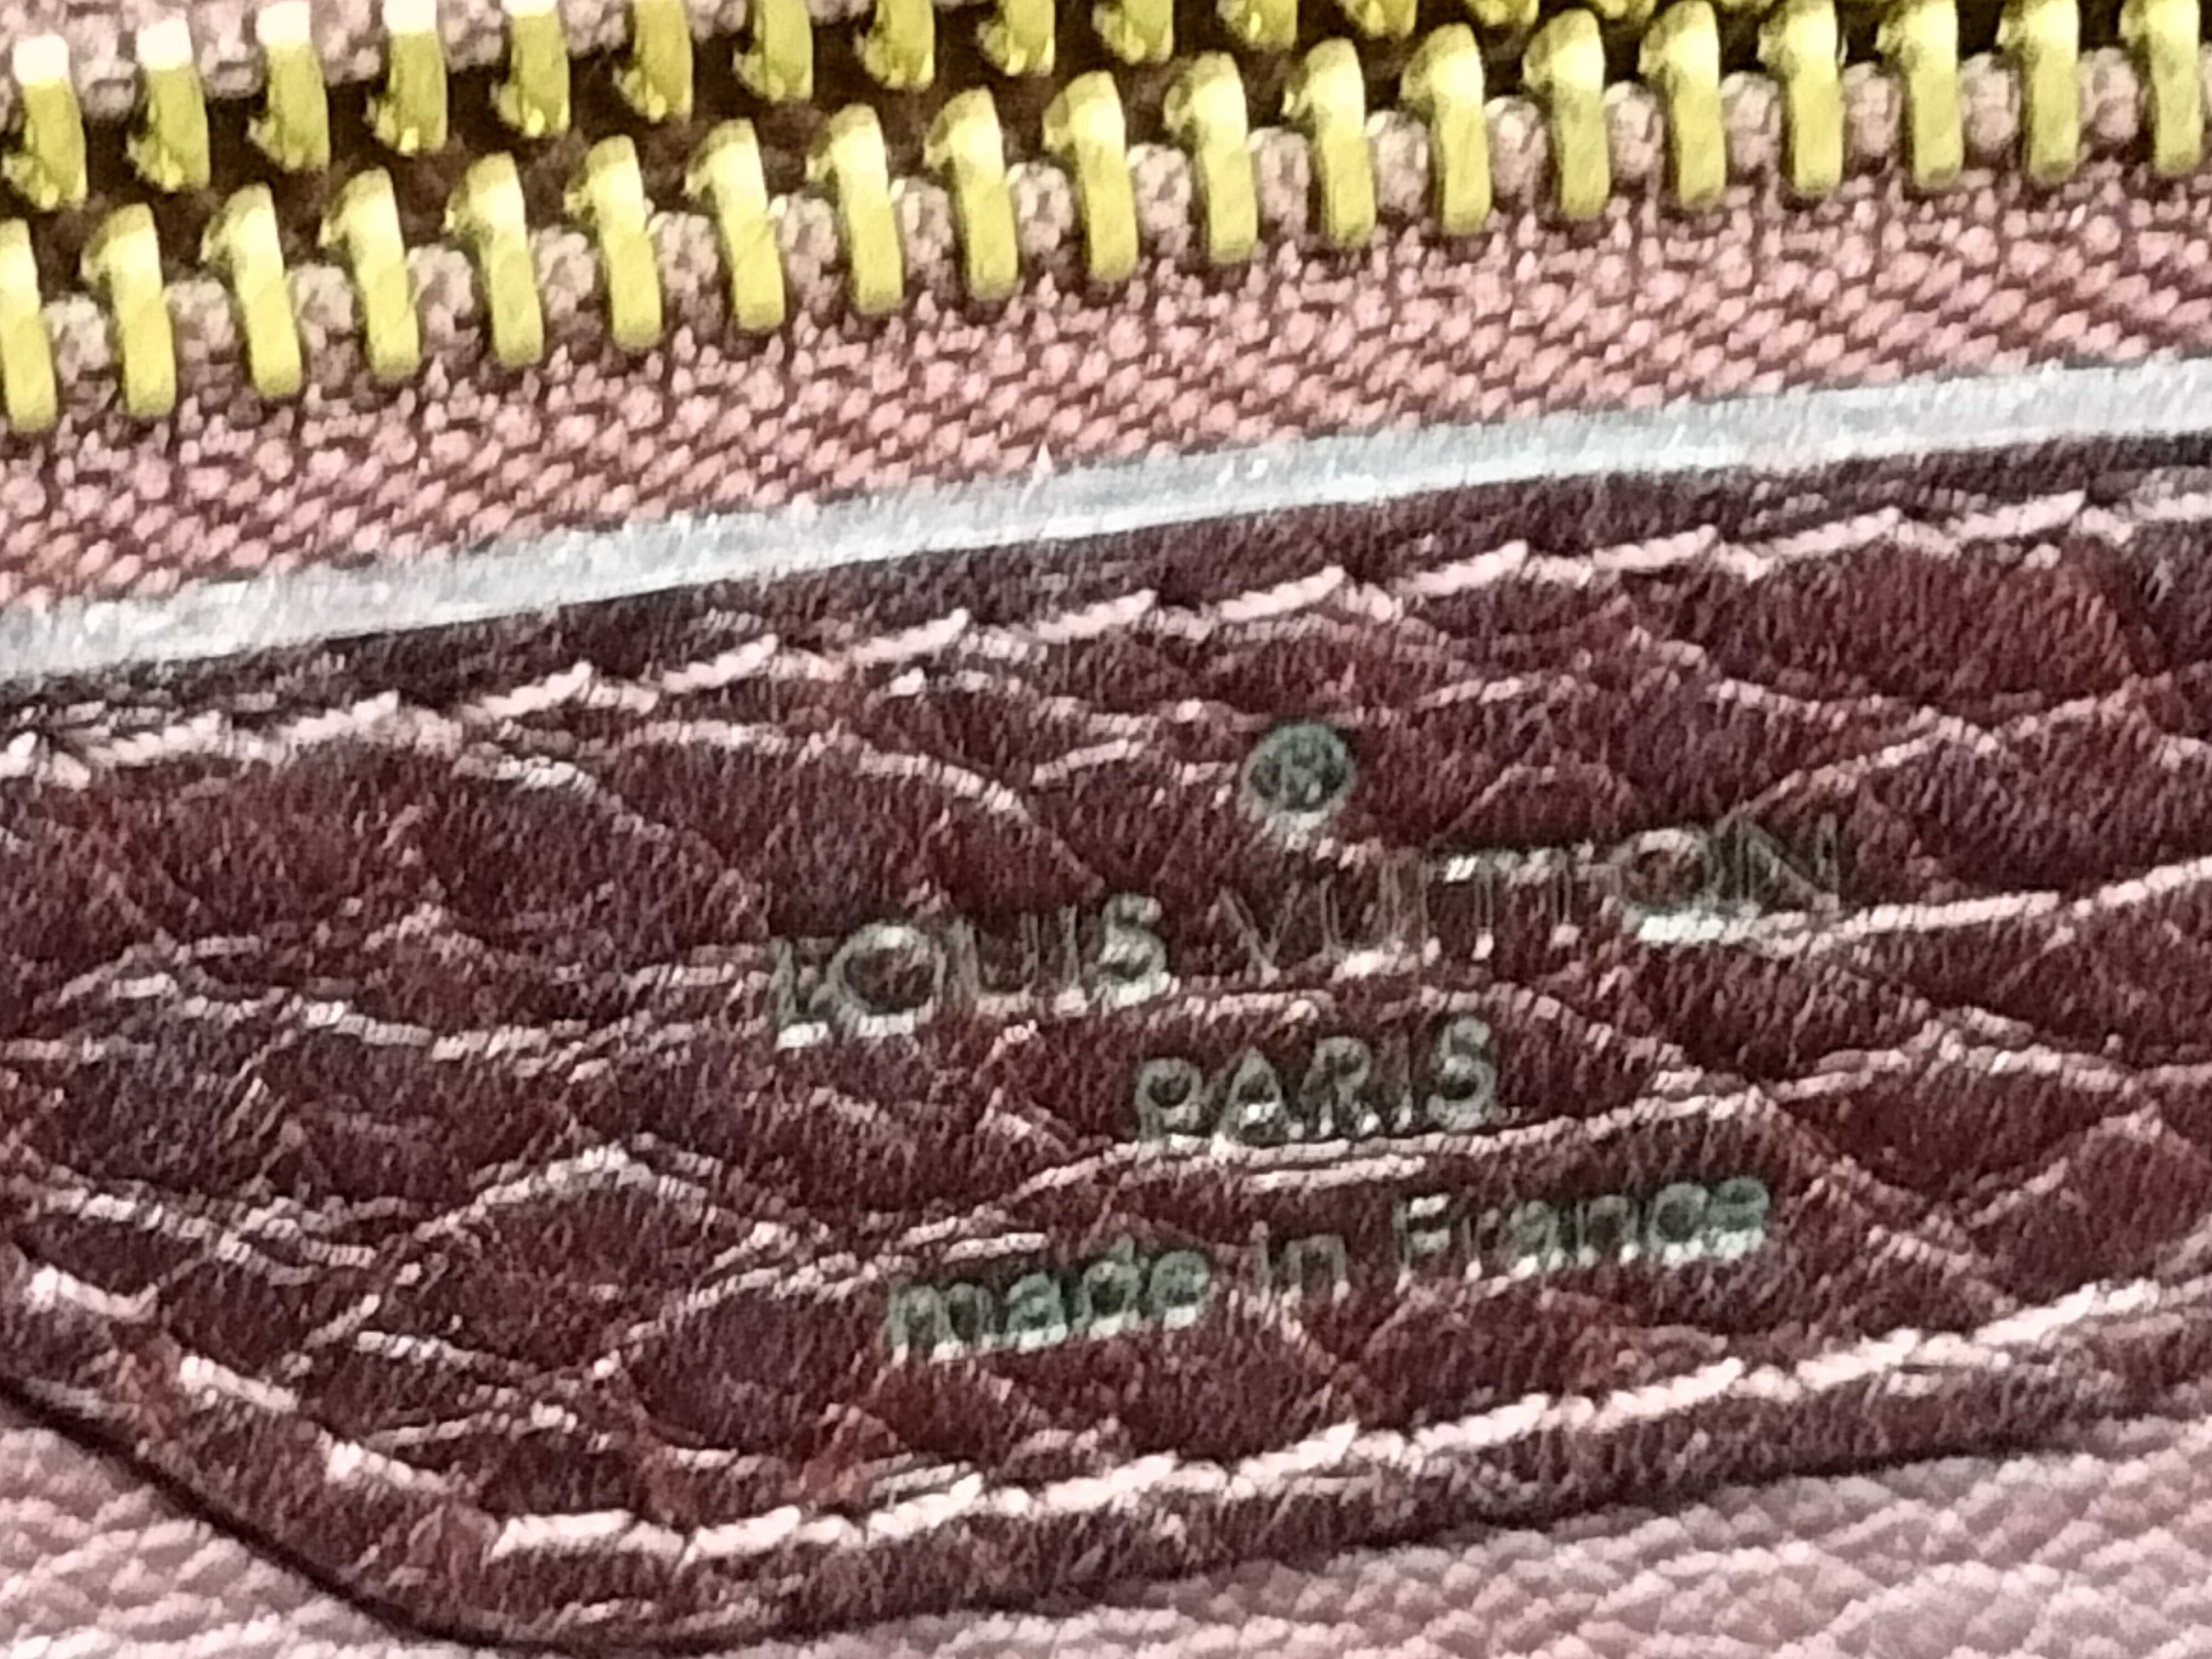 ®
LOUIS VUITTON
PARIS
made in France